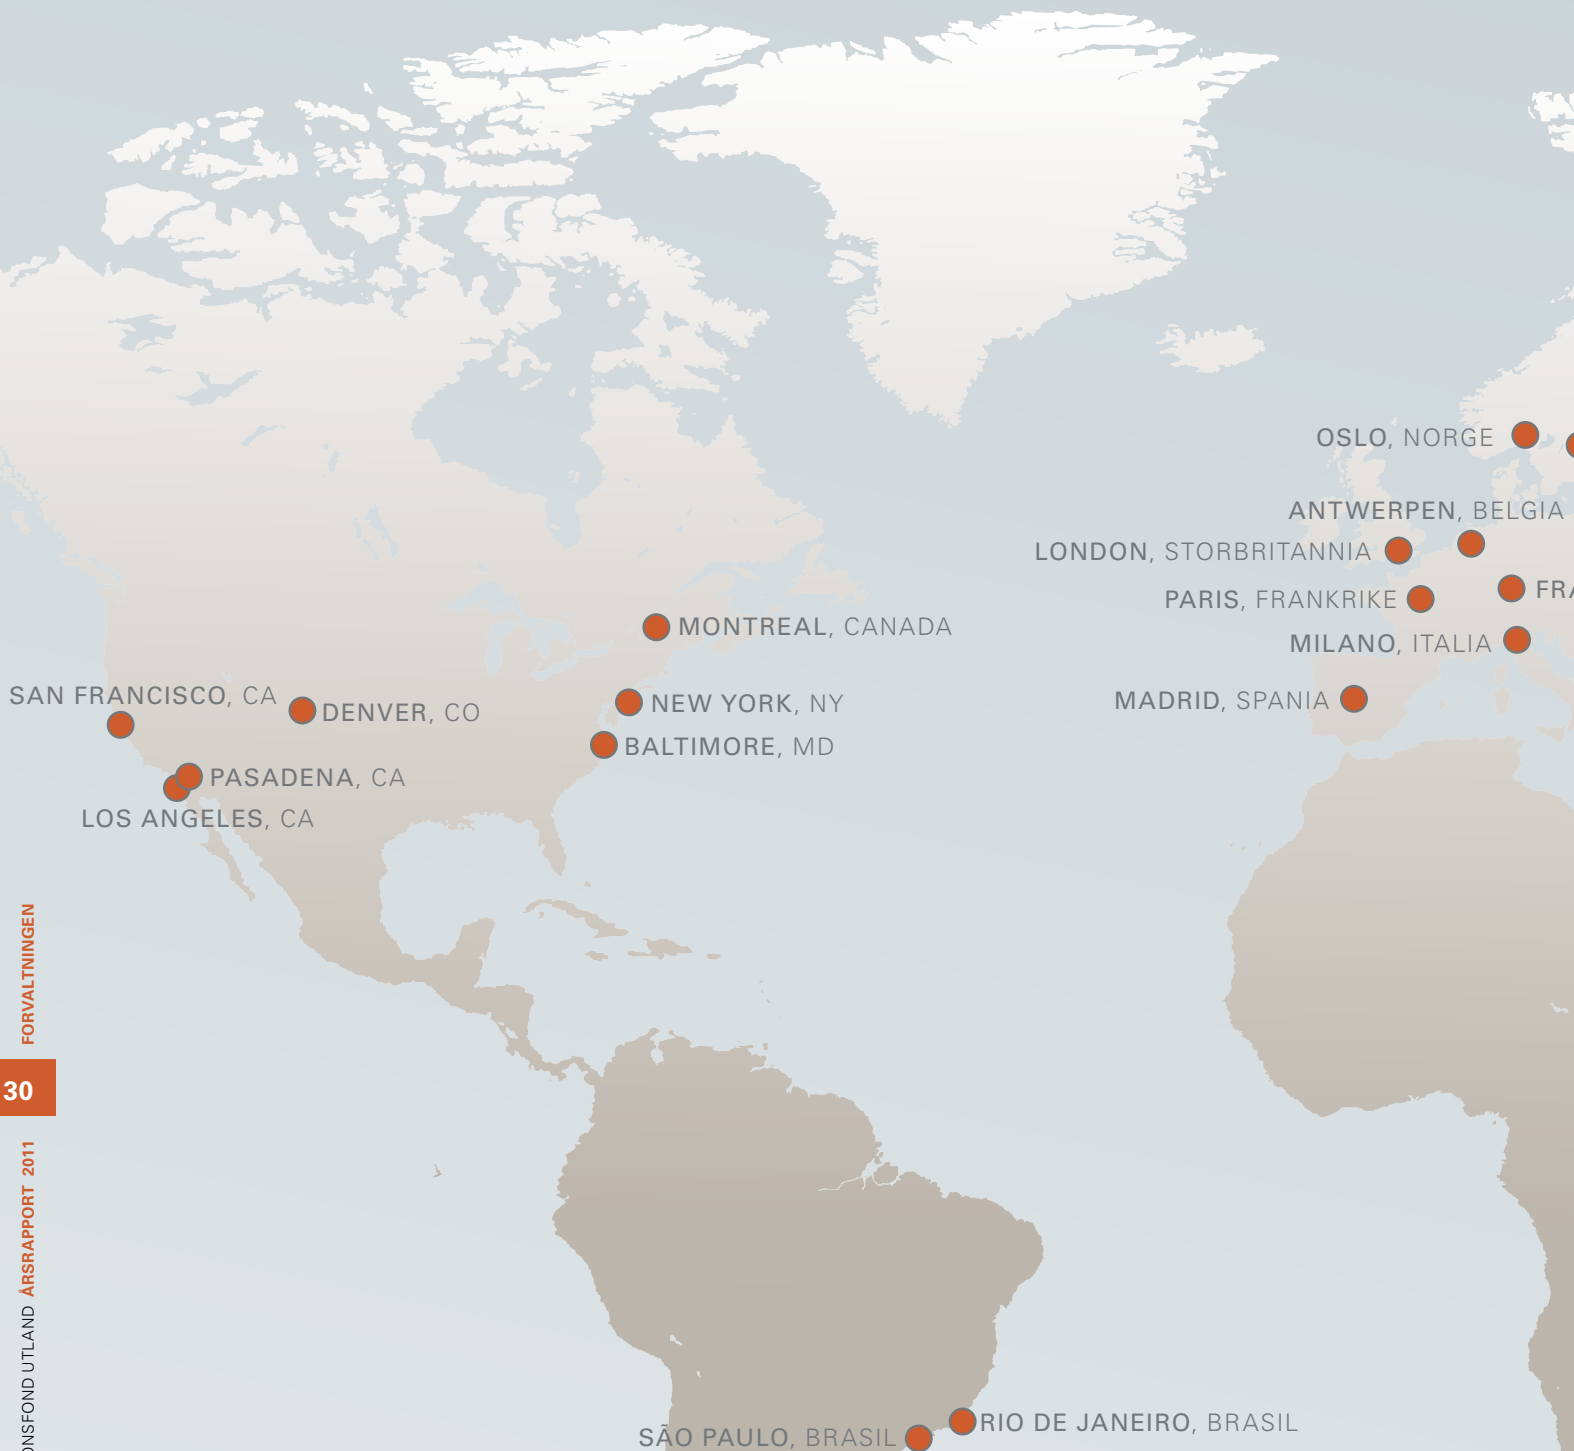 OSLO, NORGE
ANTWERPEN, BELGIA
LONDON, STORBRITANNIA
PARIS, FRANKRIKE
MILANO, ITALIA
MADRID, SPANIA
MONTREAL, CANADA
SAN FRANCISCO, CA
DENVER, CO
NEW YORK, NY
BALTIMORE, MD
PASADENA, CA
LOS ANGELES, CA
SÃO PAULO, BRASIL
RIO DE JANEIRO, BRASIL
FORVALTNINGEN
30
UTLAND ÅRSRAPPORT 2011